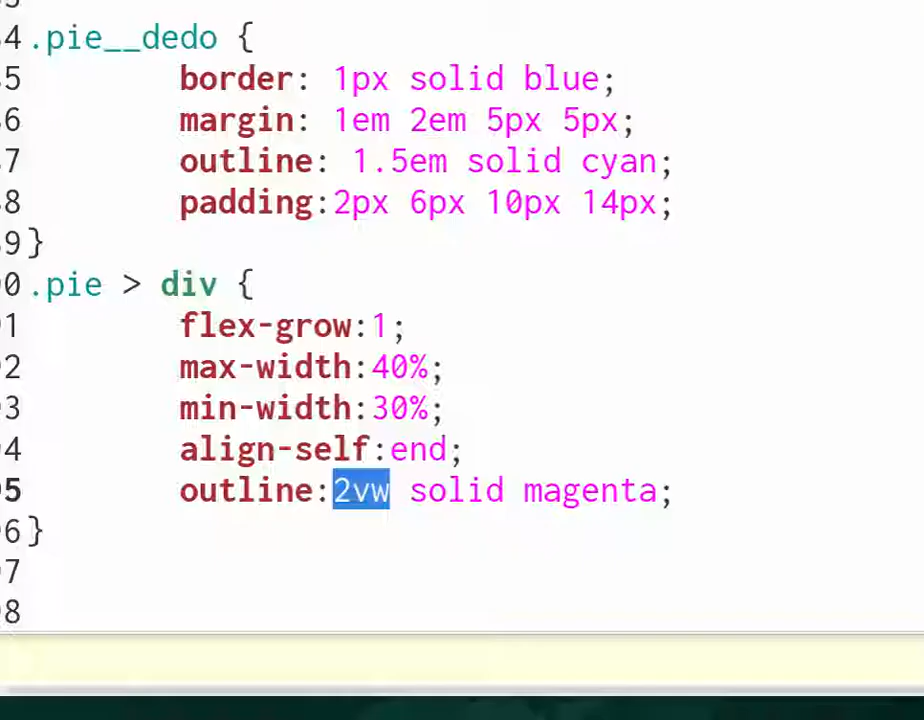 4.pie__dedo {
5 border: 1px solid blue;
6 margin: 1em 2em 5px 5px;
7 outline: 1.5em solid cyan;
8 padding:2px 6px 10px 14px;
9}
0.pie > div {
1 flex-grow:1;
2 max-width:40%;
3 min-width:30%;
4 align-self:end;
5 outline:2vw solid magenta;
6}
7
8